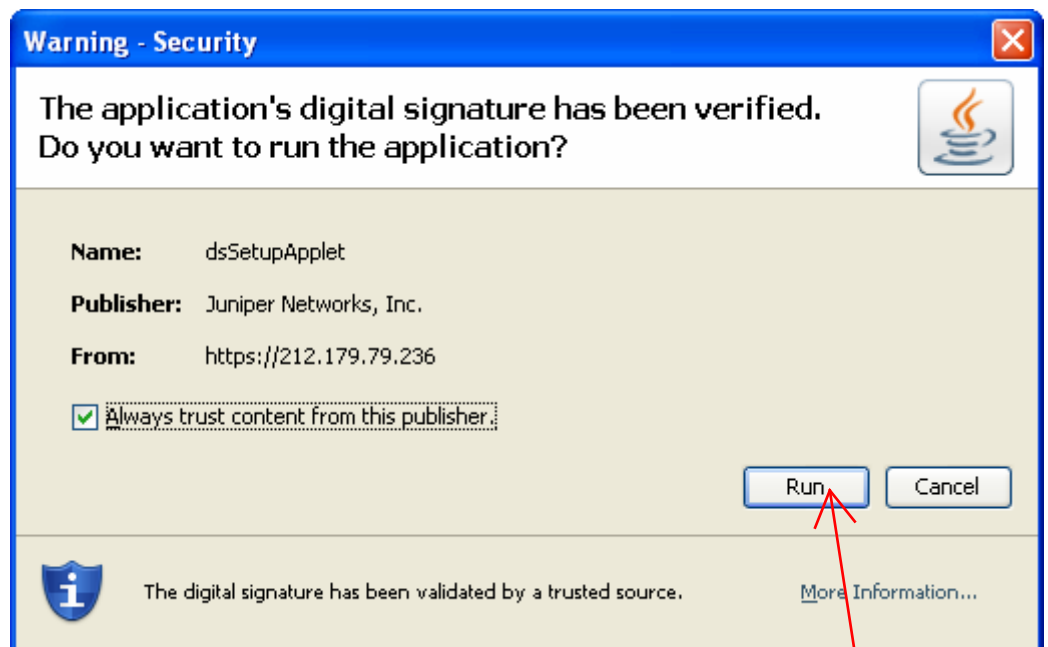 Warning - Security
The application's digital signature has been verified.
Do you want to run the application?
Name: dsSetupApplet
Publisher: Juniper Networks, Inc.
From: https://212.179.79.236
Always trust content from this publisher.
Run Cancel
The digital signature has been validated by a trusted source. More Information...